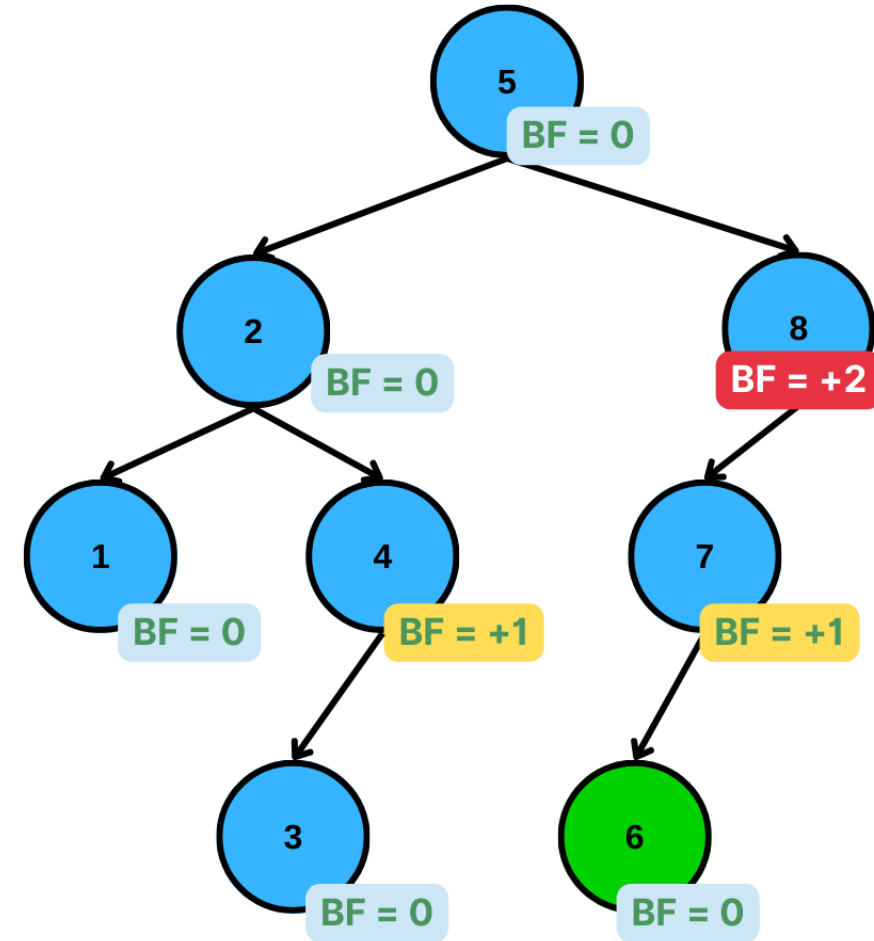 5
BF = 0
2
BF = 0
8
BF = +2
1
BF = 0
4
BF = +1
7
BF = +1
3
BF = 0
6
BF = 0